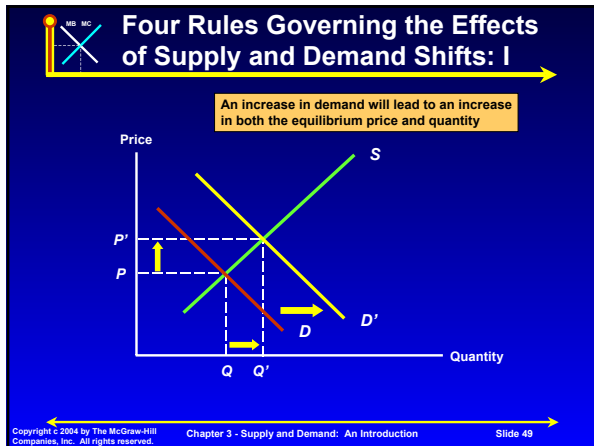 MB MC
Four Rules Governing the Effects
of Supply and Demand Shifts: I
An increase in demand will lead to an increase
in both the equilibrium price and quantity
Price
S
P'
P
D'
D
Quantity
Q Q'
Copyright c 2004 by The McGraw-Hill
Companies, Inc. All rights reserved.
Chapter 3 - Supply and Demand: An Introduction
Slide 49